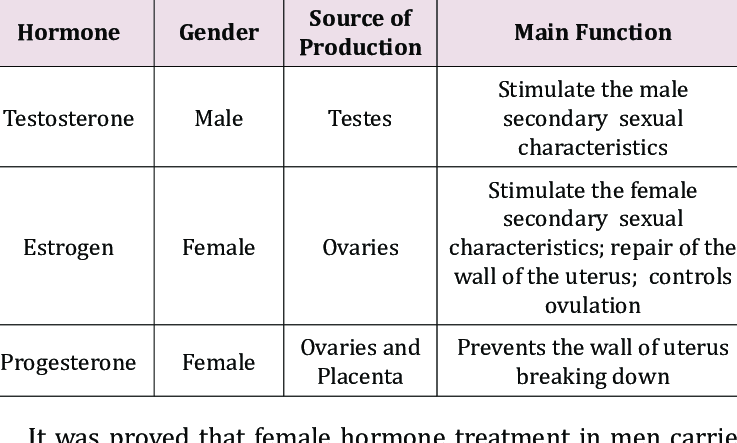 Hormone Gender Source of Production Main Function
Testosterone Male Testes Stimulate the male
secondary sexual
characteristics
Estrogen Female Ovaries Stimulate the female
secondary sexual
characteristics; repair of the
wall of the uterus; controls
ovulation
Progesterone Female Ovaries and
Placenta Prevents the wall of uterus
breaking down
It was proved that female hormone treatment in men carrie